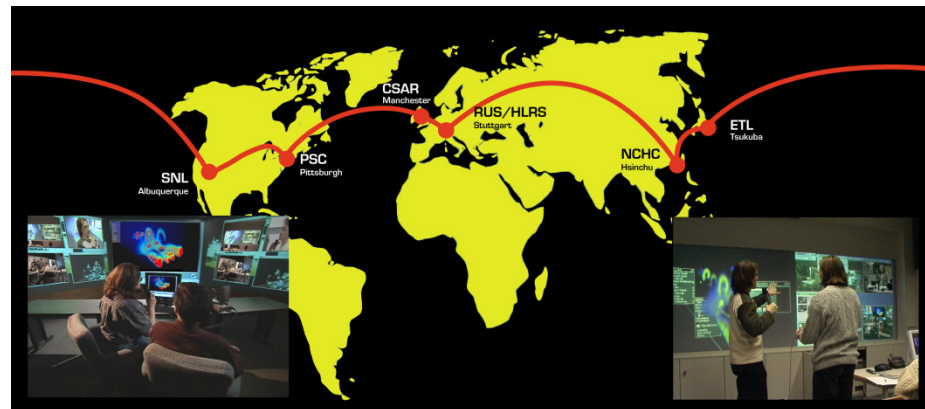 CSAR
Manchester
RUS/HLRS
Stuttgart
ETL
Tsukuba
PSC
Pittsburgh
NCHC
Hsinchu
SNL
Albuquerque